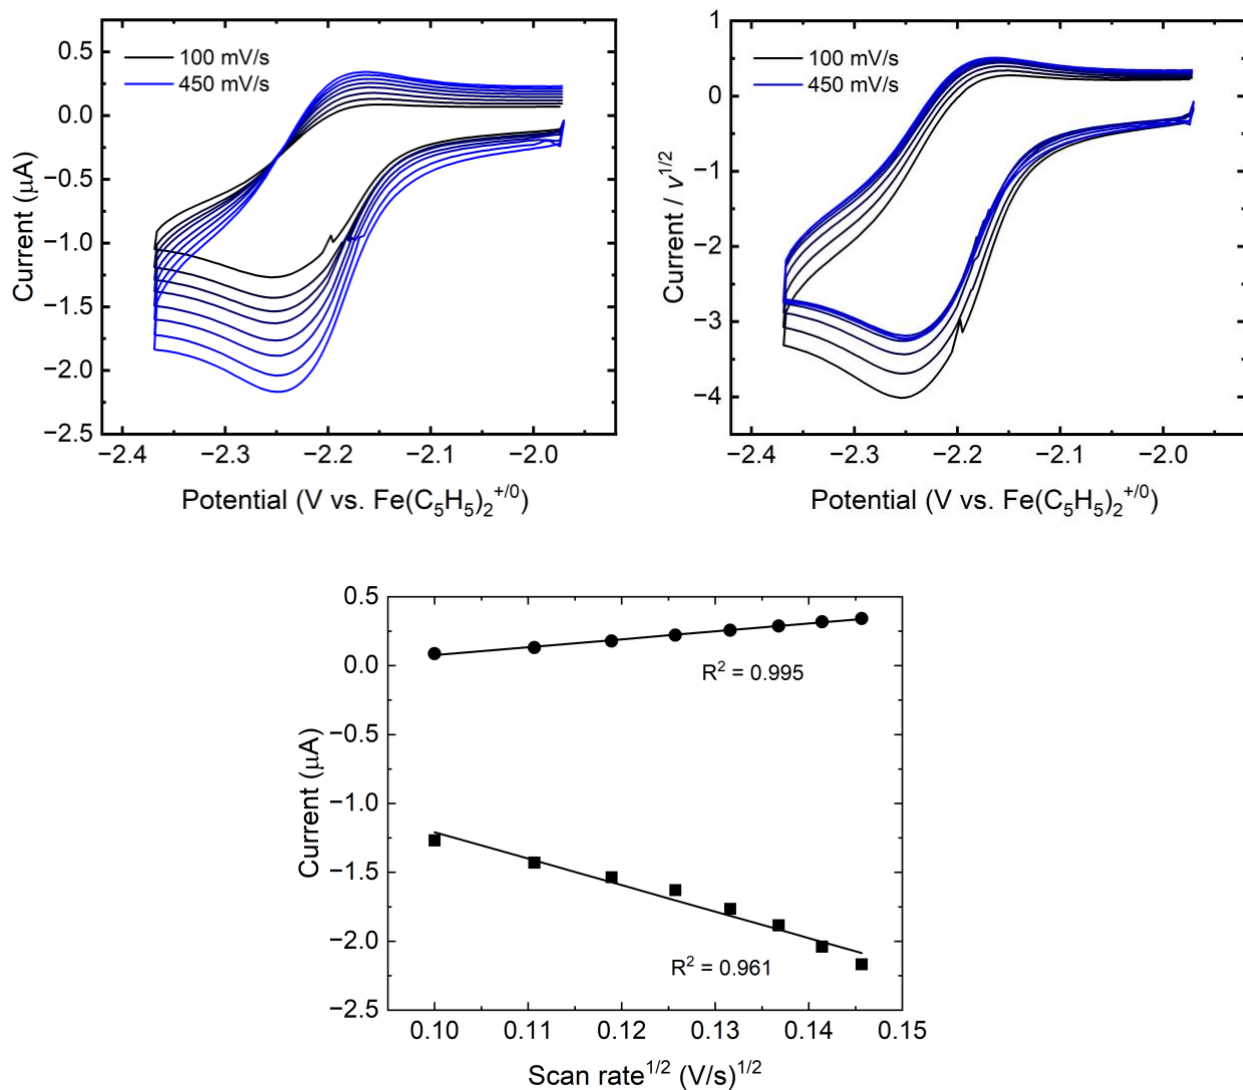 100 mV/s
450 mV/s
0.5
0.0
−0.5
−1.0
−1.5
−2.0
−2.5
Current (μA)
−2.4 −2.3 −2.2 −2.1 −2.0
Potential (V vs. Fe(C₅H₅)₂⁺/⁰)
100 mV/s
450 mV/s
1
0
−1
−2
−3
−4
Current / ν¹/²
−2.4 −2.3 −2.2 −2.1 −2.0
Potential (V vs. Fe(C₅H₅)₂⁺/⁰)
0.5
0.0
−0.5
−1.0
−1.5
−2.0
−2.5
Current (μA)
R² = 0.995
R² = 0.961
0.10 0.11 0.12 0.13 0.14 0.15
Scan rate¹/² (V/s)¹/²